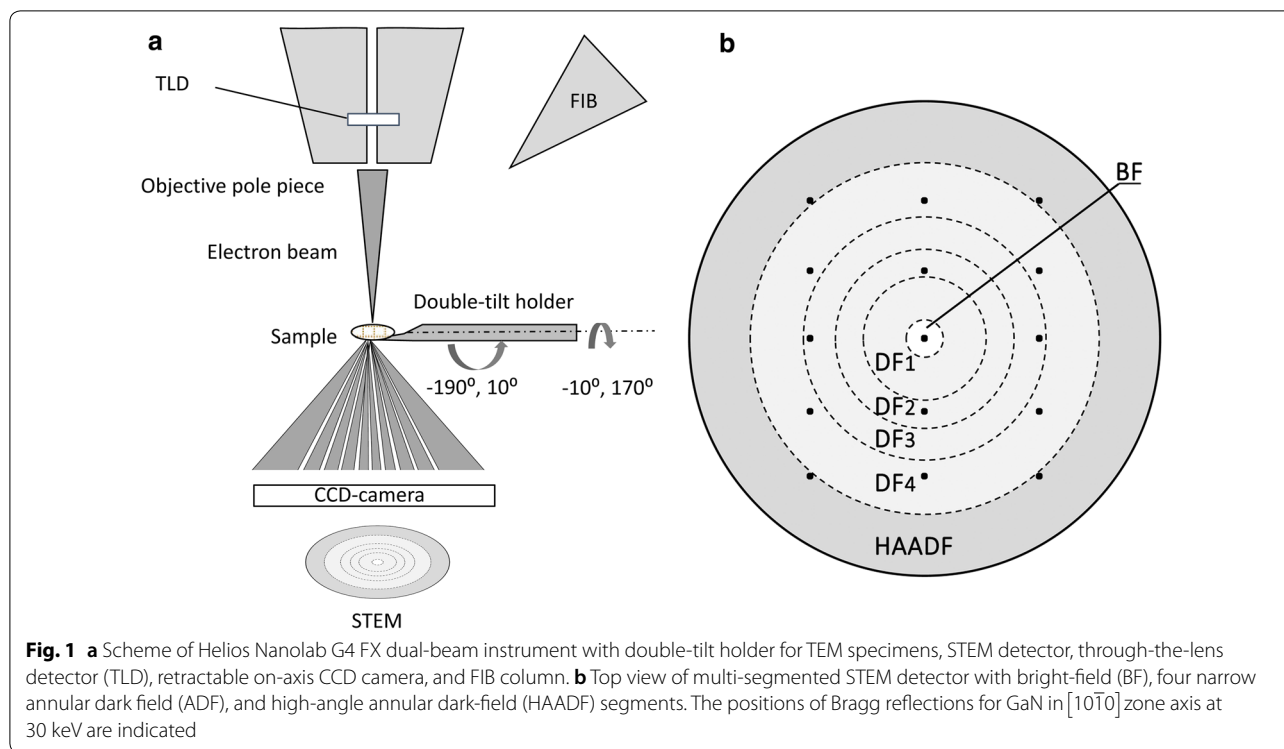 a
TLD
FIB
Objective pole piece
Electron beam
Double-tilt holder
Sample
-190⁰, 10⁰
-10⁰, 170⁰
CCD-camera
STEM
b
BF
DF1
DF2
DF3
DF4
HAADF
Fig. 1 a Scheme of Helios Nanolab G4 FX dual-beam instrument with double-tilt holder for TEM specimens, STEM detector, through-the-lens
detector (TLD), retractable on-axis CCD camera, and FIB column. b Top view of multi-segmented STEM detector with bright-field (BF), four narrow
annular dark field (ADF), and high-angle annular dark-field (HAADF) segments. The positions of Bragg reflections for GaN in [101̄0] zone axis at
30 keV are indicated